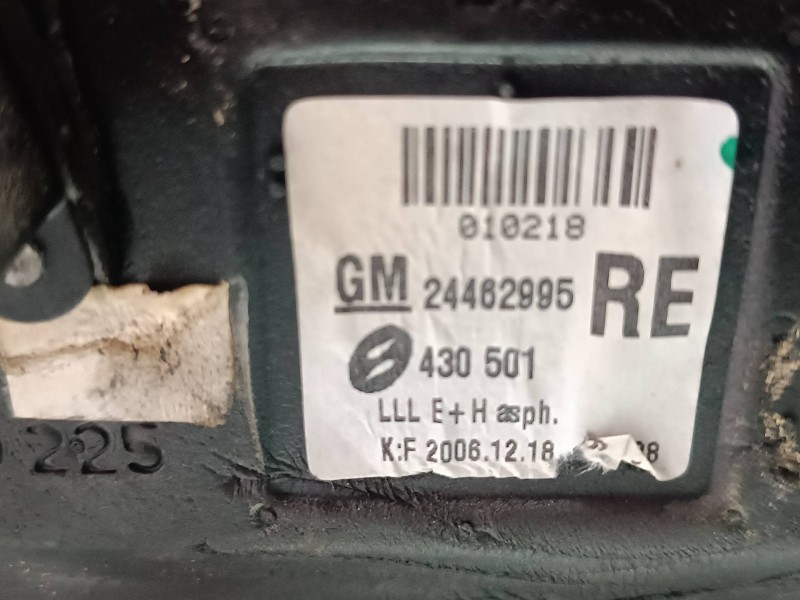 010218
GM 24462995 RE
430 501
LLL E+H asph.
K:F 2006.12.18
225